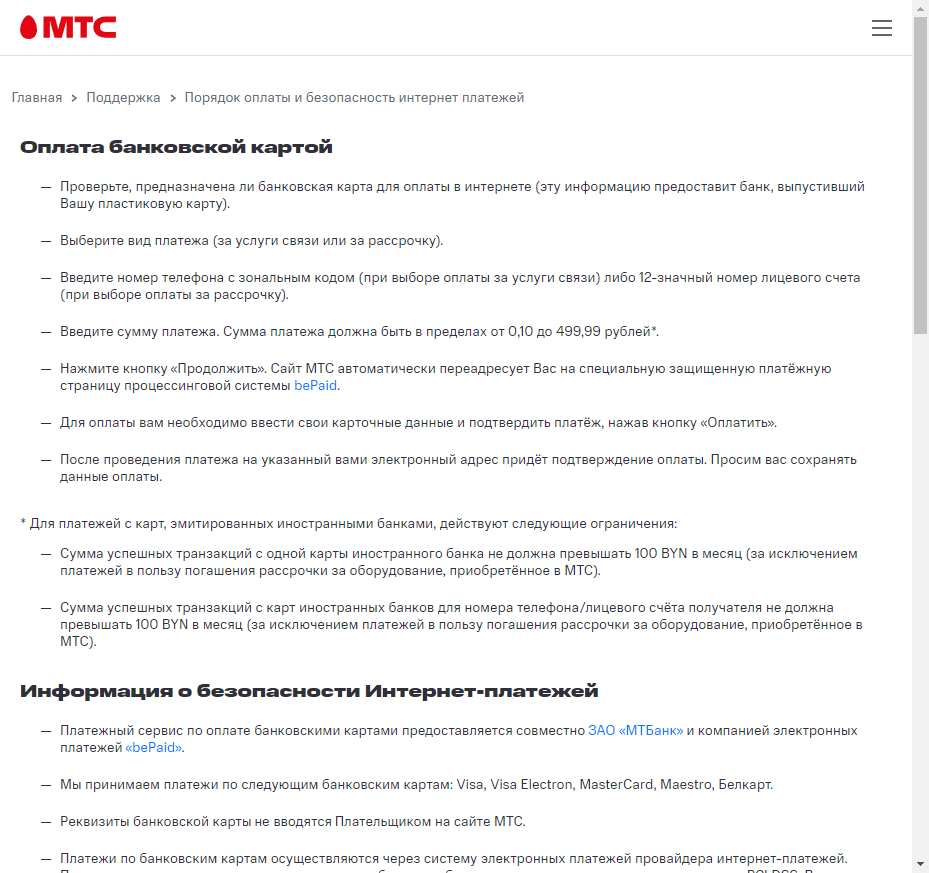 МТС
Главная > Поддержка > Порядок оплаты и безопасность интернет платежей
Оплата банковской картой
— Проверьте, предназначена ли банковская карта для оплаты в интернете (эту информацию предоставит банк, выпустивший
Вашу пластиковую карту).
— Выберите вид платежа (за услуги связи или за рассрочку).
— Введите номер телефона с зональным кодом (при выборе оплаты за услуги связи) либо 12-значный номер лицевого счета
(при выборе оплаты за рассрочку).
— Введите сумму платежа. Сумма платежа должна быть в пределах от 0,10 до 499,99 рублей*.
— Нажмите кнопку «Продолжить». Сайт МТС автоматически переадресует Вас на специальную защищенную платёжную
страницу процессинговой системы bePaid.
— Для оплаты вам необходимо ввести свои карточные данные и подтвердить платёж, нажав кнопку «Оплатить».
— После проведения платежа на указанный вами электронный адрес придёт подтверждение оплаты. Просим вас сохранять
данные оплаты.
* Для платежей с карт, эмитированных иностранными банками, действуют следующие ограничения:
— Сумма успешных транзакций с одной карты иностранного банка не должна превышать 100 BYN в месяц (за исключением
платежей в пользу погашения рассрочки за оборудование, приобретённое в МТС).
— Сумма успешных транзакций с карт иностранных банков для номера телефона/лицевого счёта получателя не должна
превышать 100 BYN в месяц (за исключением платежей в пользу погашения рассрочки за оборудование, приобретённое в
МТС).
Информация о безопасности Интернет-платежей
— Платежный сервис по оплате банковскими картами предоставляется совместно ЗАО «МТБанк» и компанией электронных
платежей «bePaid».
— Мы принимаем платежи по следующим банковским картам: Visa, Visa Electron, MasterCard, Maestro, Белкарт.
— Реквизиты банковской карты не вводятся Плательщиком на сайте МТС.
— Платежи по банковским картам осуществляются через систему электронных платежей провайдера интернет-платежей.